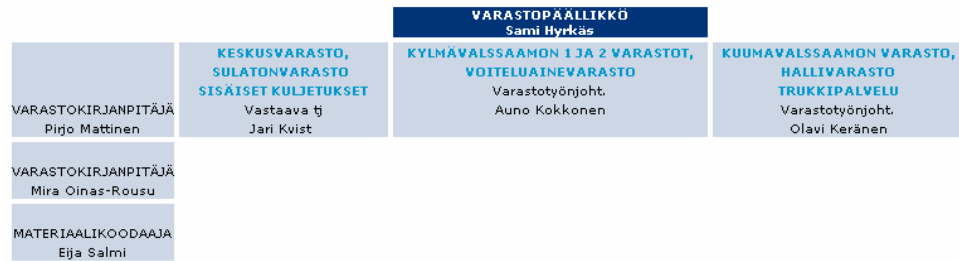 VARASTOPÄÄLLIKKÖ
Sami Hyrkäs
VARASTOKIRJANPITÄJÄ
Pirjo Mattinen
KESKUSVARASTO,
SULATONVARASTO
SISÄISET KULJETUKSET
Vastaava tj
Jari Kvist
KYLMÄVALSSAAMON 1 JA 2 VARASTOT,
VOITELUAINEVARASTO
Varastotyönjoht.
Auno Kokkonen
KUUMAVALSSAAMON VARASTO,
HALLIVARASTO
TRUKKIPALVELU
Varastotyönjoht.
Olavi Keränen
VARASTOKIRJANPITÄJÄ
Mira Oinas-Rousu
MATERIAALIKOODAAJA
Eija Salmi